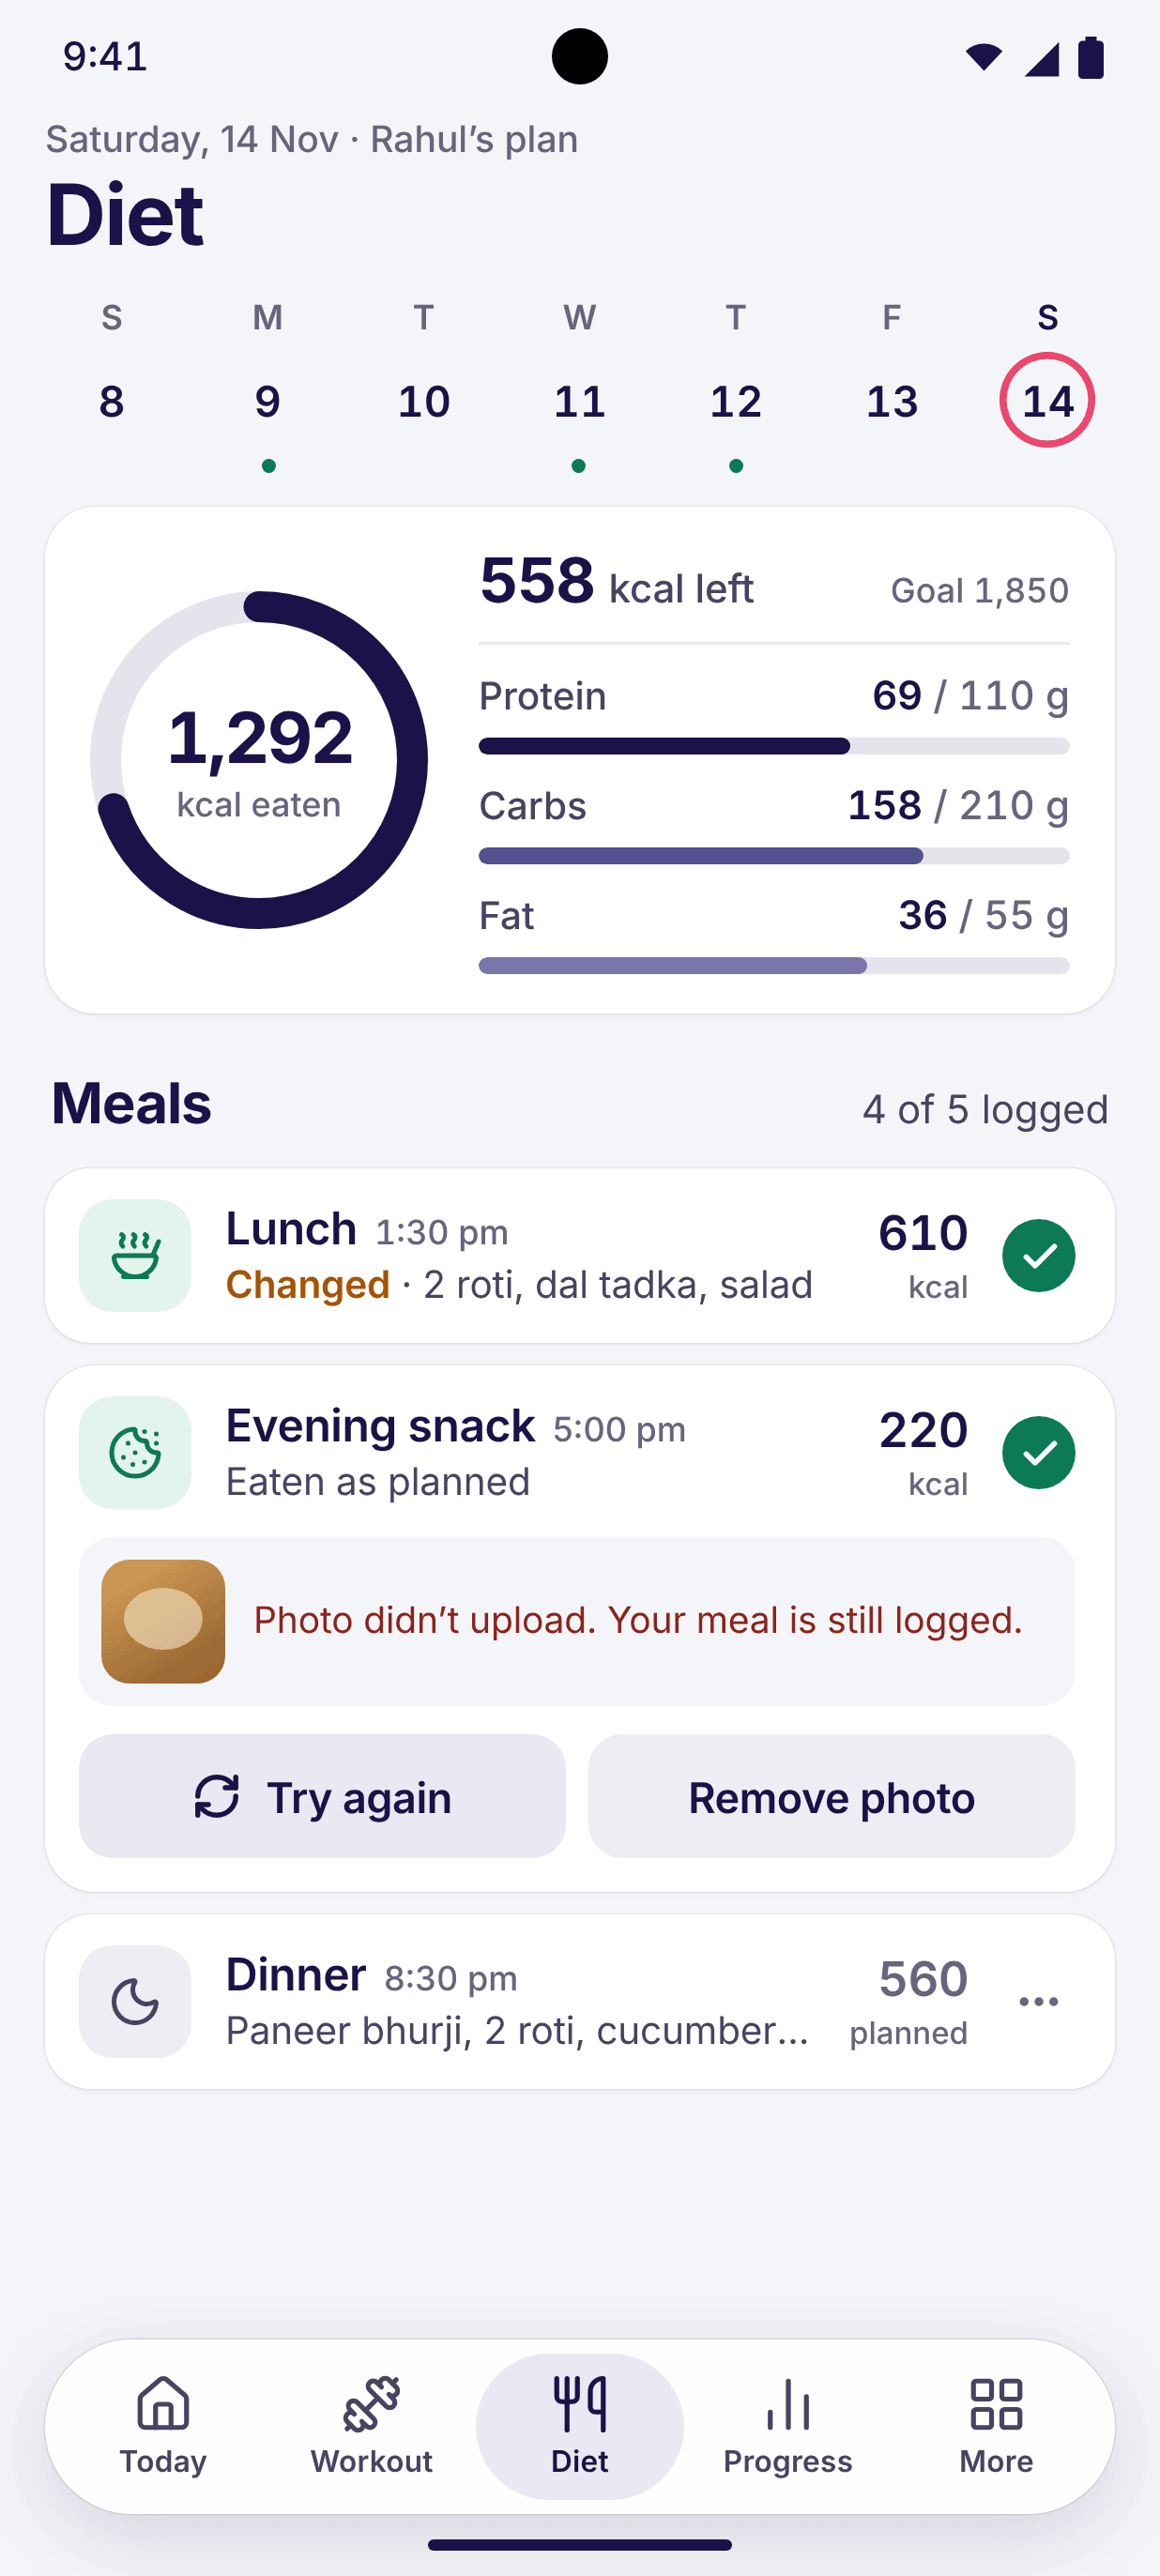 9:41
Saturday, 14 Nov · Rahul’s plan
Diet
S M T W T F S
8 9 10 11 12 13 14
558 kcal left Goal 1,850
1,292
kcal eaten
Protein 69 / 110 g
Carbs 158 / 210 g
Fat 36 / 55 g
Meals 4 of 5 logged
Lunch 1:30 pm 610
Changed · 2 roti, dal tadka, salad kcal
Evening snack 5:00 pm 220
Eaten as planned kcal
Photo didn’t upload. Your meal is still logged.
Try again Remove photo
Dinner 8:30 pm 560
Paneer bhurji, 2 roti, cucumber... planned
Today Workout Diet Progress More